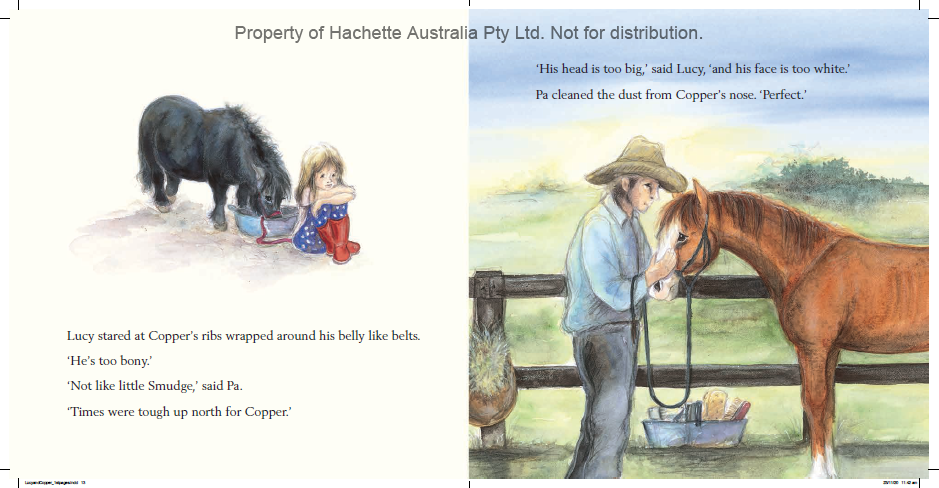 Property of Hachette Australia Pty Ltd. Not for distribution.
Lucy stared at Copper's ribs wrapped around his belly like belts.
‘He's too bony.’
‘Not like little Smudge,’ said Pa.
‘Times were tough up north for Copper.’
‘His head is too big,’ said Lucy, ‘and his face is too white.’
Pa cleaned the dust from Copper's nose. ‘Perfect.’